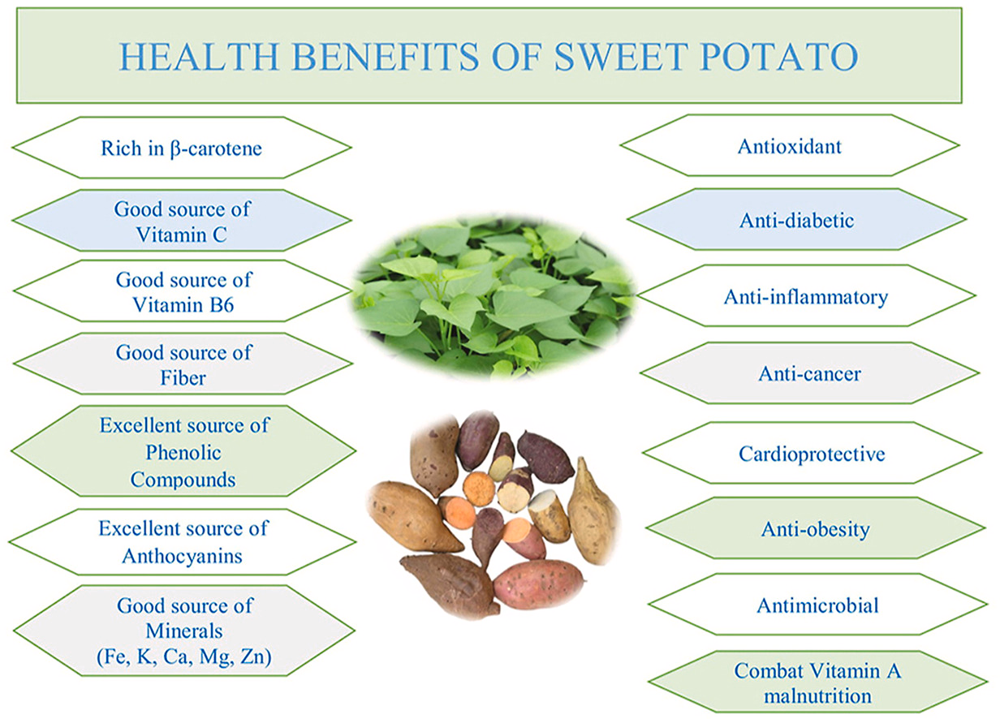 HEALTH BENEFITS OF SWEET POTATO
Rich in β-carotene
Good source of
Vitamin C
Good source of
Vitamin B6
Good source of
Fiber
Excellent source of
Phenolic
Compounds
Excellent source of
Anthocyanins
Good source of
Minerals
(Fe, K, Ca, Mg, Zn)
Antioxidant
Anti-diabetic
Anti-inflammatory
Anti-cancer
Cardioprotective
Anti-obesity
Antimicrobial
Combat Vitamin A
malnutrition